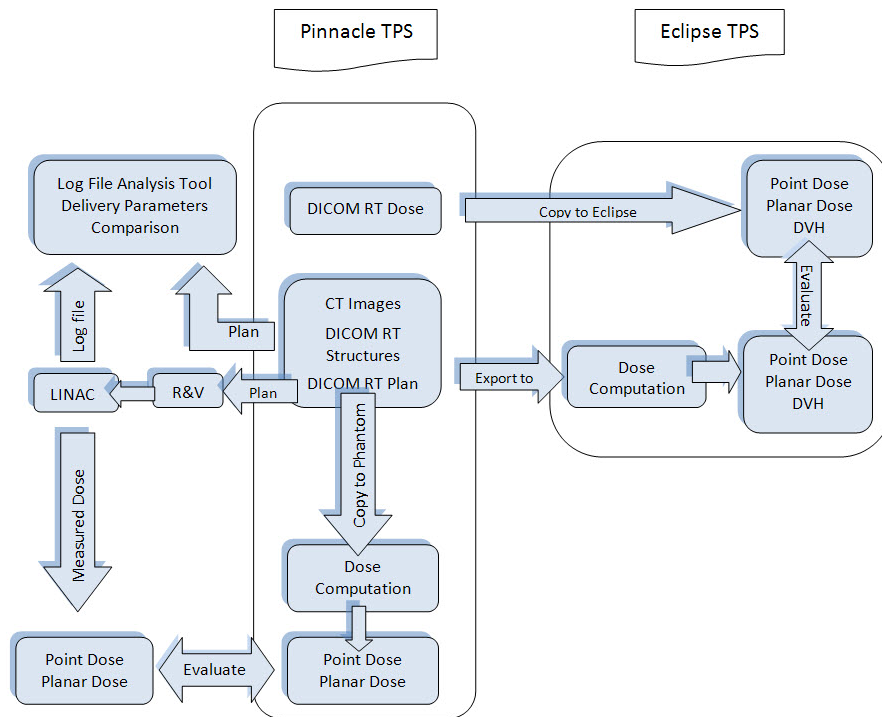 Pinnacle TPS
Eclipse TPS
Log File Analysis Tool
Delivery Parameters
Comparison
DICOM RT Dose
Copy to Eclipse
Point Dose
Planar Dose
DVH
Evaluate
Log file
Plan
CT Images
DICOM RT
Structures
DICOM RT Plan
LINAC
R&V
Plan
Export to
Dose
Computation
Point Dose
Planar Dose
DVH
Measured Dose
Copy to Phantom
Dose
Computation
Point Dose
Planar Dose
Evaluate
Point Dose
Planar Dose